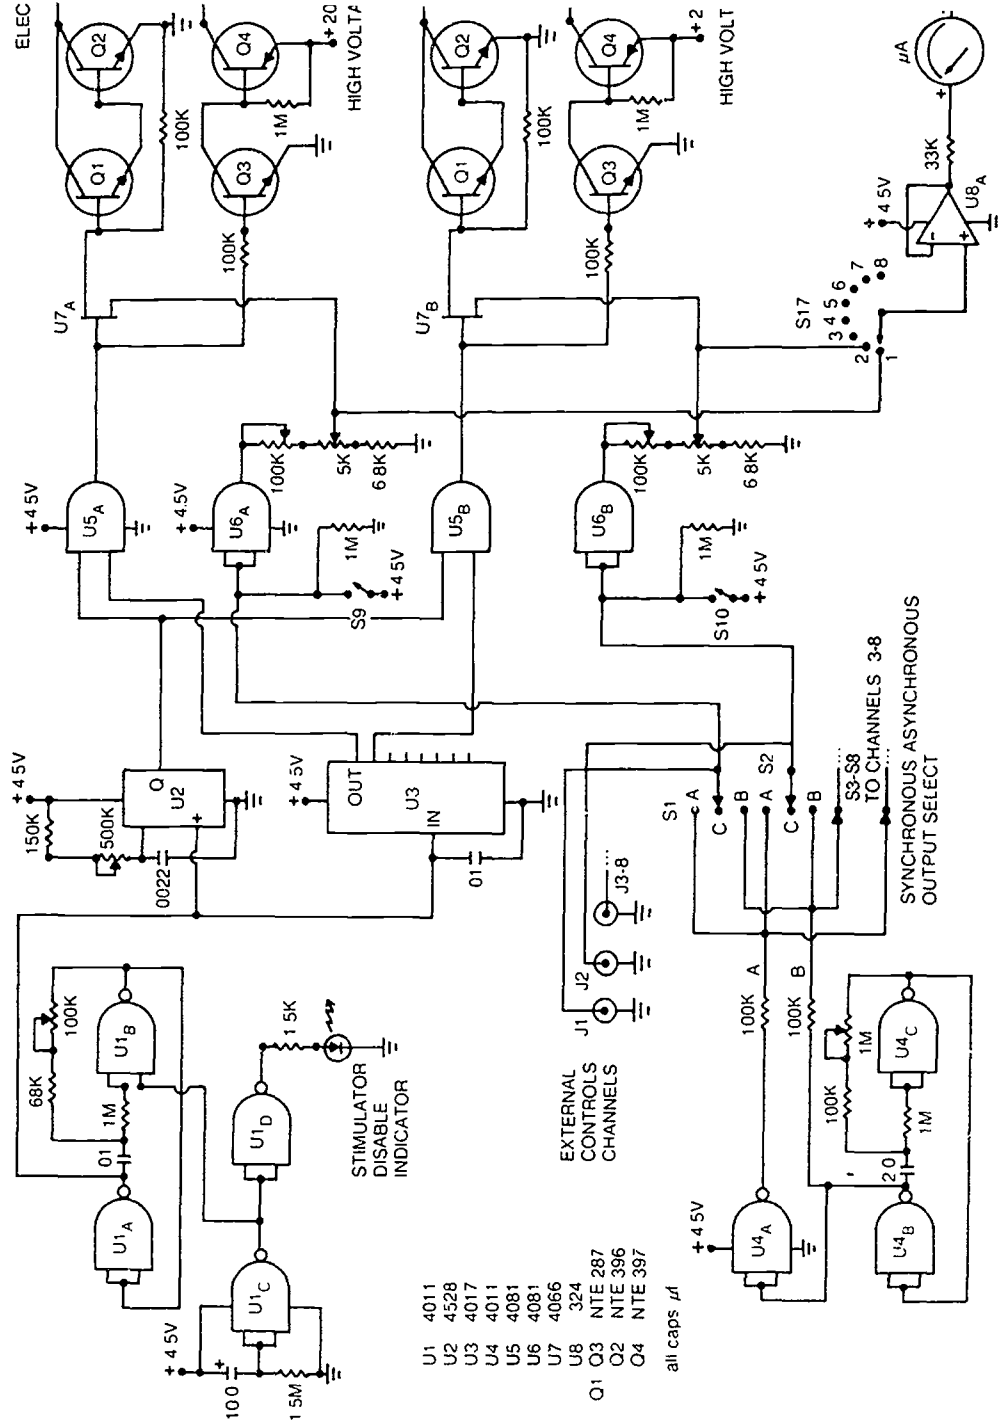 ELEC
Q2
Q4
+20
HIGH VOLTA
100K
1M
Q1
Q3
100K
U7A
Q2
Q4
+2
HIGH VOLT
100K
1M
Q1
Q3
100K
U7B
μA
+
33K
+4 5V
U8A
-
+
S17
1
2
3
4
5
6
7
8
+4 5V
U5A
+4.5V
U6A
100K
5K
6 8K
1M
S9
+4 5V
U5B
U6B
100K
5K
6 8K
1M
S10
+4 5V
+4 5V
150K
500K
0022
Q
U2
+
+4 5V
OUT
U3
IN
01
J1
J2
J3-8
EXTERNAL
CONTROLS
CHANNELS
S1
A
C
B
S2
A
C
B
S3-S8
TO CHANNELS 3-8
SYNCHRONOUS ASYNCHRONOUS
OUTPUT SELECT
A
B
100K
100K
68K
100K
1M
01
U1A
U1B
U1C
U1D
1 5K
STIMULATOR
DISABLE
INDICATOR
+4 5V
+
10 0
1 5M
+4 5V
U4A
U4B
U4C
100K
1M
1M
2 0
U1 4011
U2 4528
U3 4017
U4 4011
U5 4081
U6 4081
U7 4066
U8 324
Q1 Q3 NTE 287
Q2 NTE 396
Q4 NTE 397
all caps μf